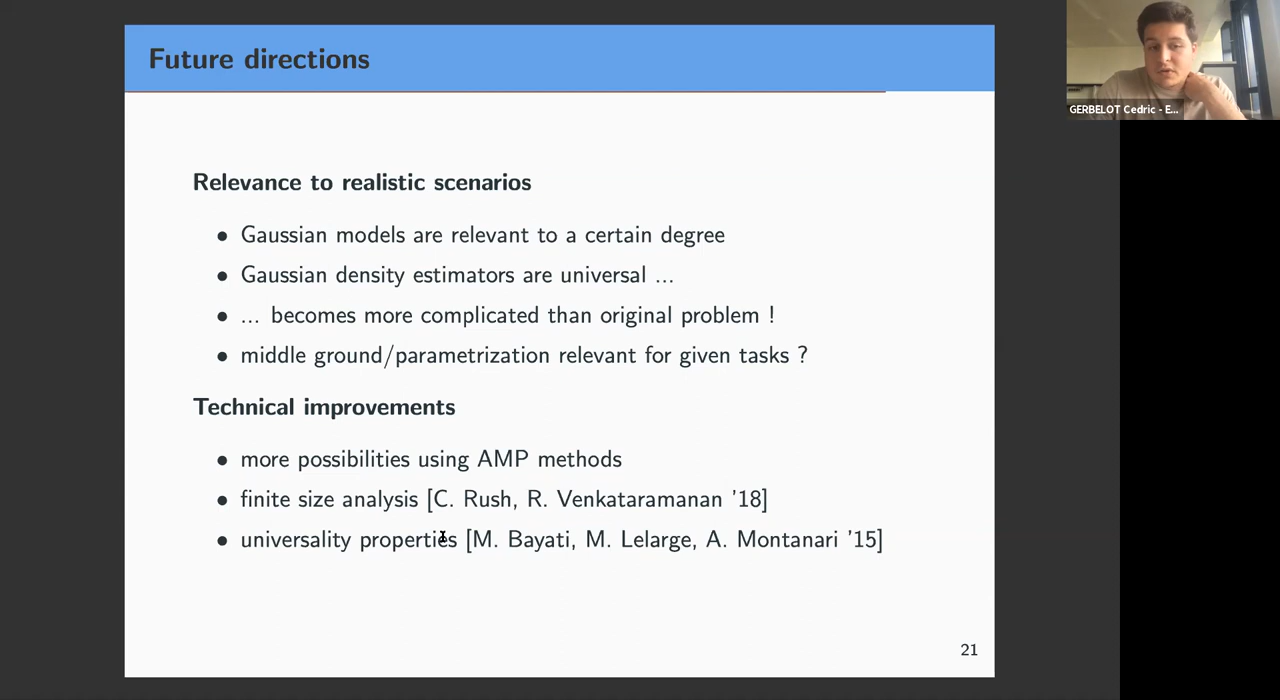 Future directions
GERBELOT Cedric - E...
Relevance to realistic scenarios
• Gaussian models are relevant to a certain degree
• Gaussian density estimators are universal ...
• ... becomes more complicated than original problem !
• middle ground/parametrization relevant for given tasks ?
Technical improvements
• more possibilities using AMP methods
• finite size analysis [C. Rush, R. Venkataramanan '18]
• universality properties [M. Bayati, M. Lelarge, A. Montanari '15]
21